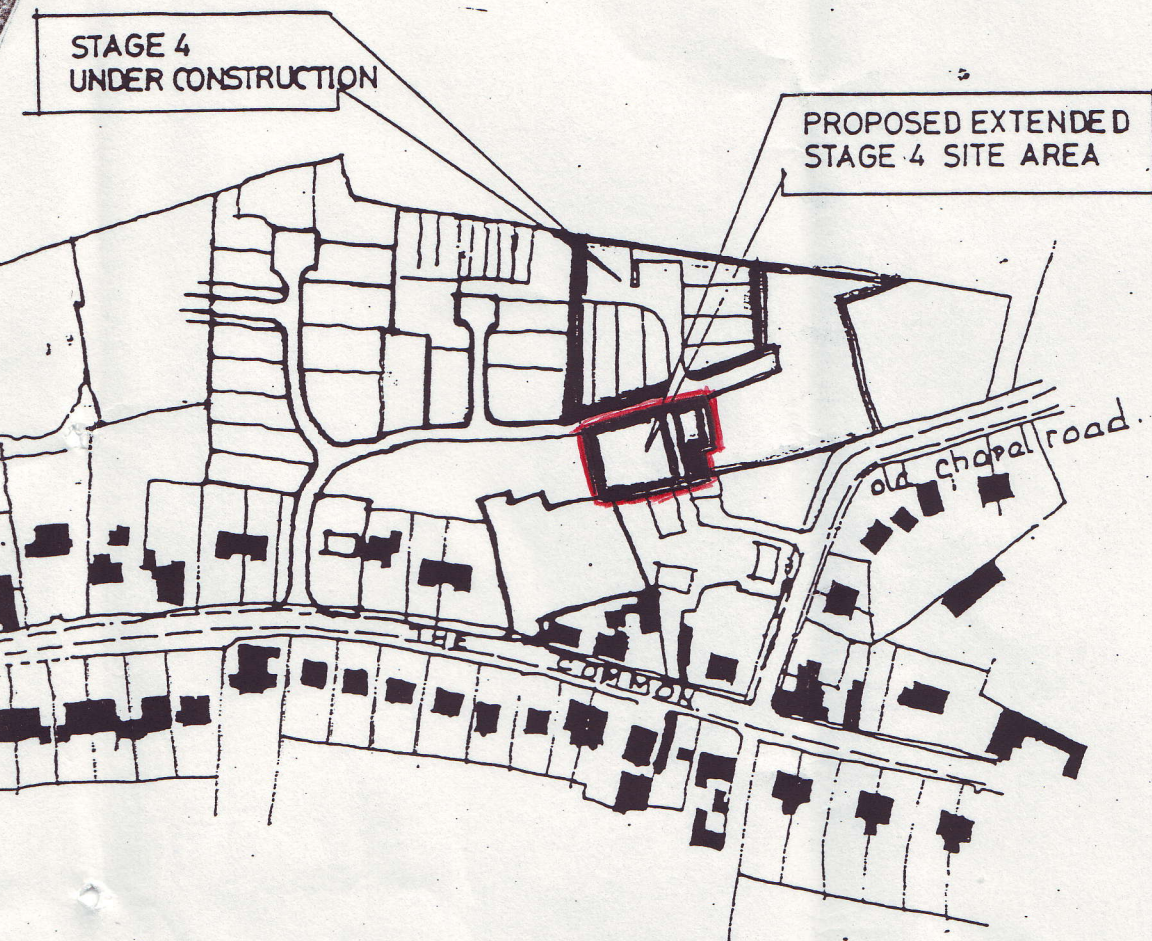 STAGE 4
UNDER CONSTRUCTION
PROPOSED EXTENDED
STAGE 4 SITE AREA
old chapel road.
THE COMMON